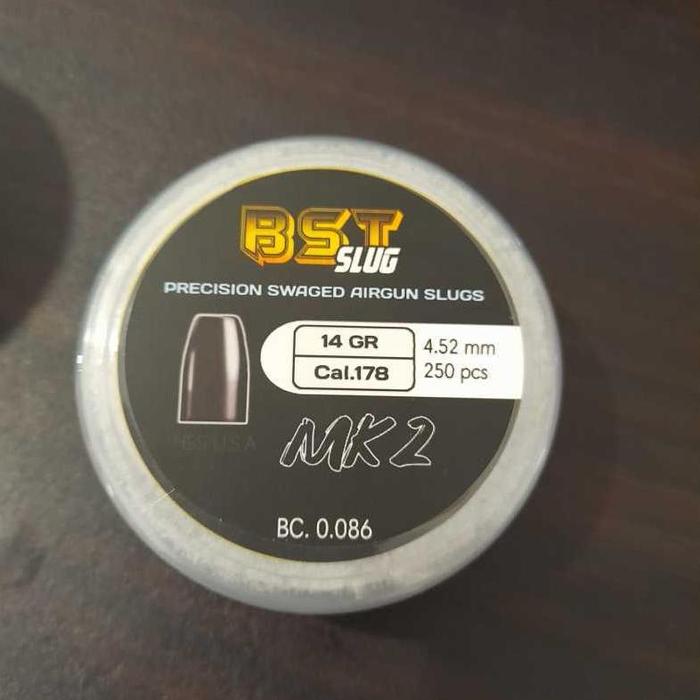 BST
SLUG
PRECISION SWAGED AIRGUN SLUGS
14 GR
Cal.178
4.52 mm
250 pcs
MK2
BC. 0.086